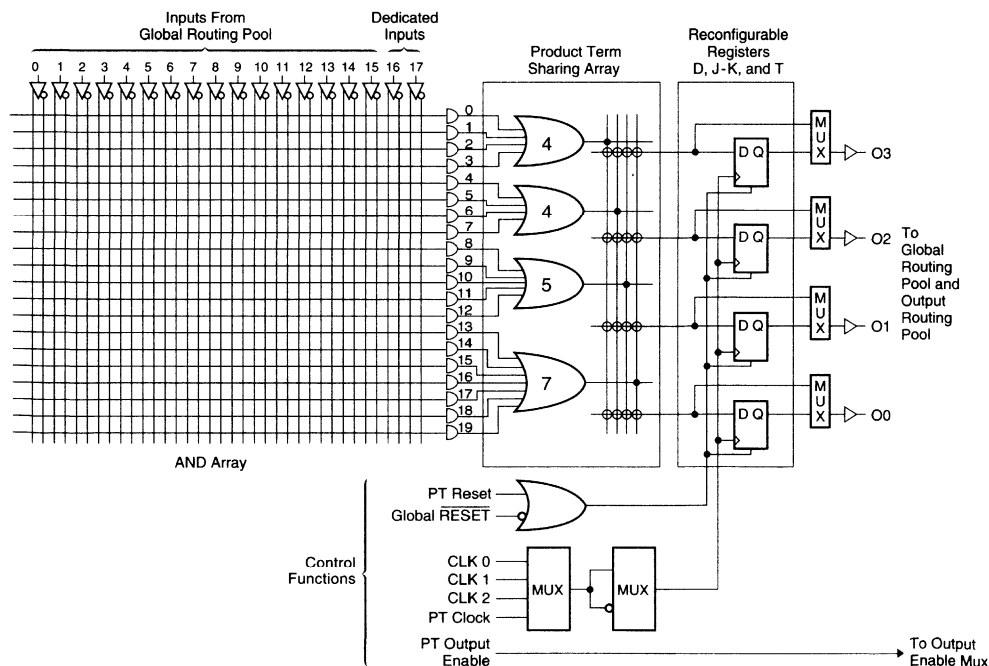 Inputs From
Global Routing Pool
Dedicated
Inputs
0 1 2 3 4 5 6 7 8 9 10 11 12 13 14 15 16 17
Product Term
Sharing Array
Reconfigurable
Registers
D, J-K, and T
0
1
2
3
4
5
6
7
8
9
10
11
12
13
14
15
16
17
18
19
4
4
5
7
D Q
D Q
D Q
D Q
MUX
MUX
MUX
MUX
O3
O2
O1
O0
To
Global
Routing
Pool and
Output
Routing
Pool
AND Array
Control
Functions
PT Reset
Global RESET
CLK 0
CLK 1
CLK 2
PT Clock
MUX
MUX
PT Output
Enable
To Output
Enable Mux